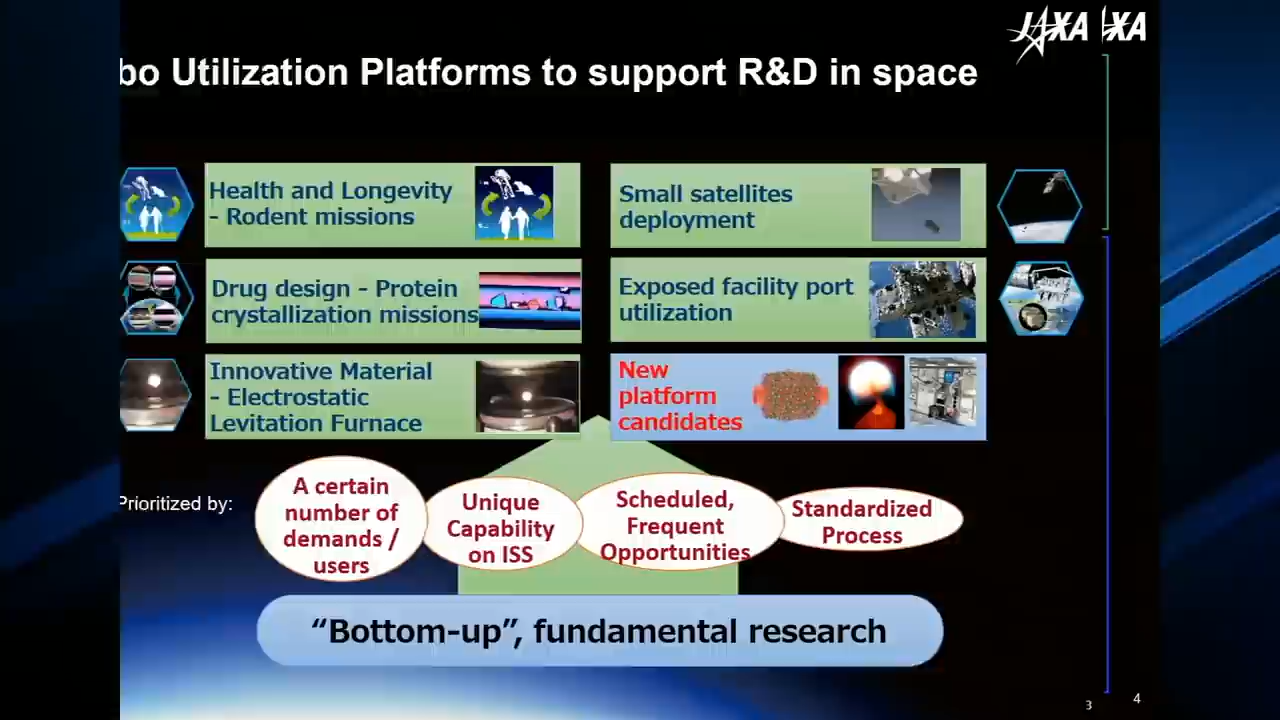 JAXA XA
bo Utilization Platforms to support R&D in space
Health and Longevity
- Rodent missions
Small satellites
deployment
Drug design - Protein
crystallization missions
Exposed facility port
utilization
Innovative Material
- Electrostatic
Levitation Furnace
New
platform
candidates
Prioritized by:
A certain
number of
demands /
users
Unique
Capability
on ISS
Scheduled,
Frequent
Opportunities
Standardized
Process
“Bottom-up”, fundamental research
3
4